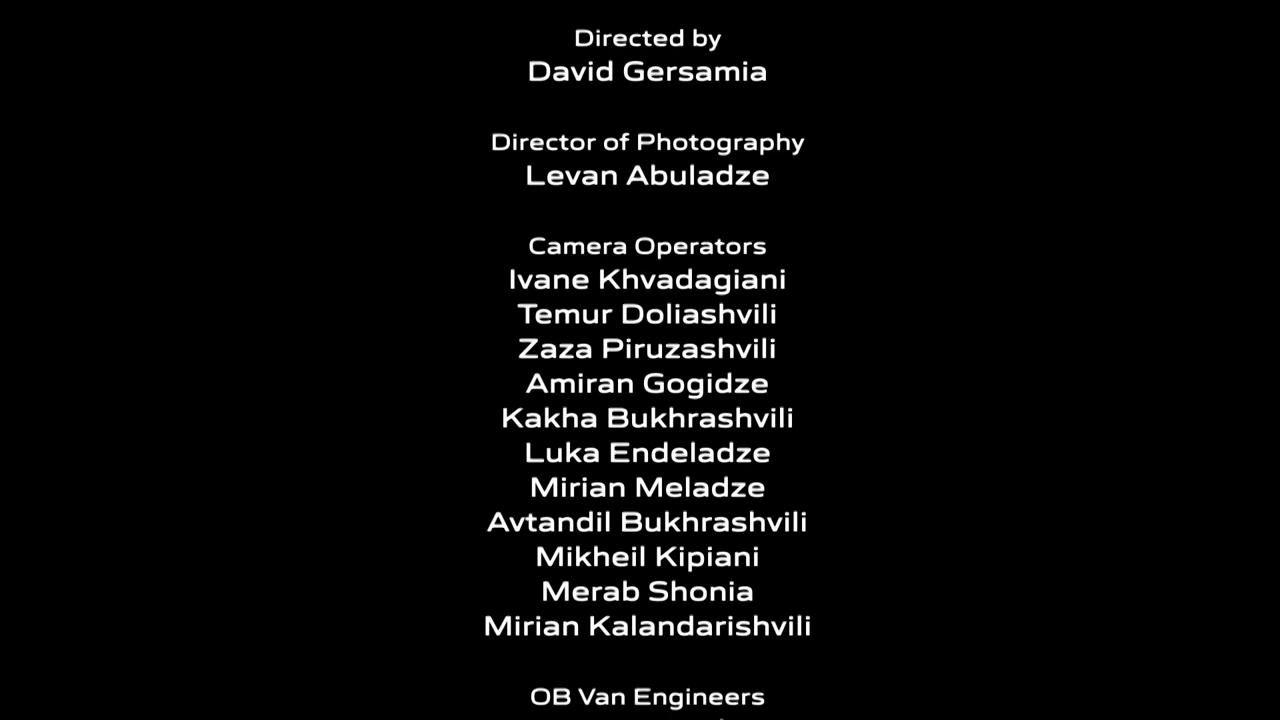 Directed by
David Gersamia
Director of Photography
Levan Abuladze
Camera Operators
Ivane Khvadagiani
Temur Doliashvili
Zaza Piruzashvili
Amiran Gogidze
Kakha Bukhrashvili
Luka Endeladze
Mirian Meladze
Avtandil Bukhrashvili
Mikheil Kipiani
Merab Shonia
Mirian Kalandarishvili
OB Van Engineers